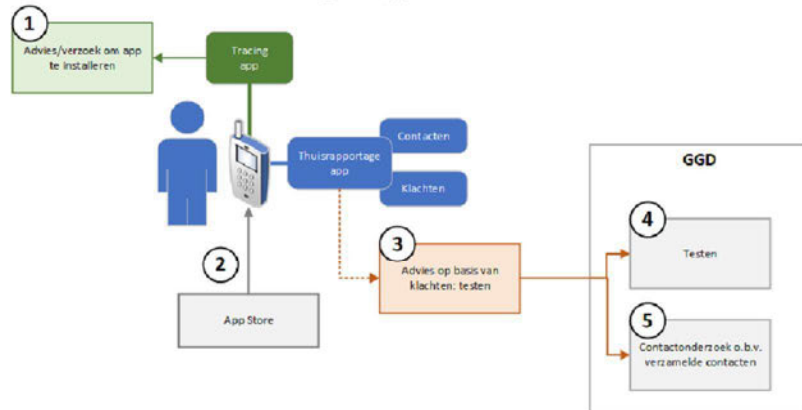 1
Advies/verzoek om app
te installeren
Tracing
app
Contacten
Thuisrapportage
app
Klachten
GGD
2
3
Advies op basis van
klachten: testen
4
Testen
App Store
5
Contactonderzoek o.b.v.
verzamelde contacten